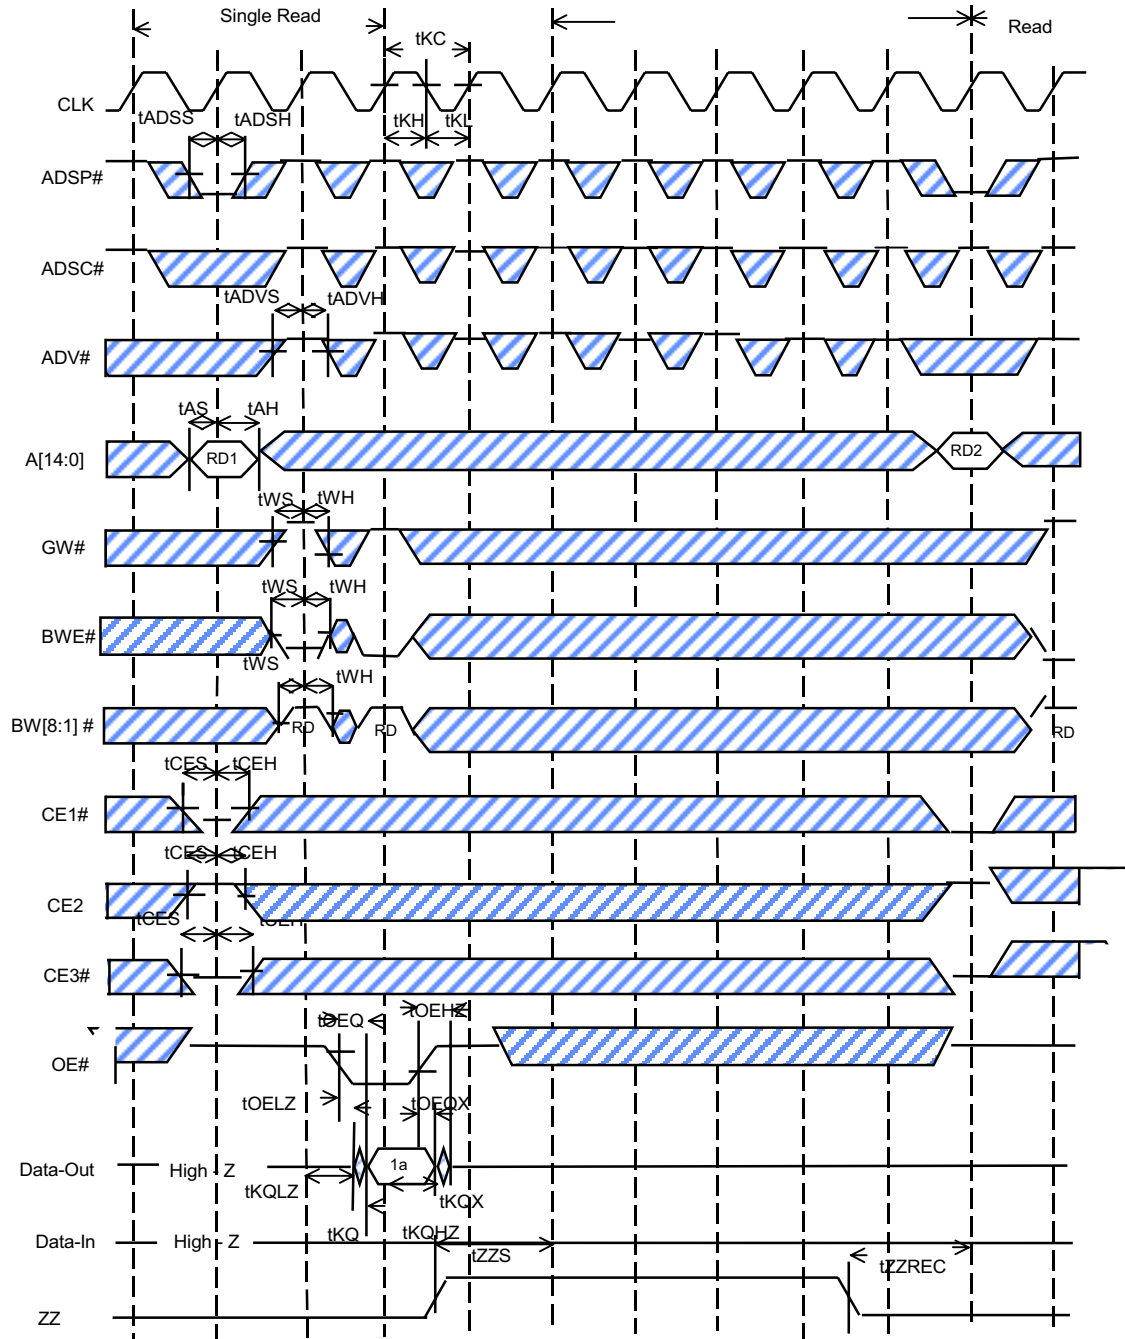 Single Read
Read
tKC
CLK
tADSS
tADSH
tKH
tKL
ADSP#
ADSC#
tADVS
tADVH
ADV#
tAS
tAH
A[14:0]
RD1
RD2
tWS
tWH
GW#
tWS
tWH
BWE#
tWS
tWH
BW[8:1] #
RD
RD
RD
tCES
tCEH
CE1#
tCES
tCEH
CE2
tCES
tCEH
CE3#
tOEQ
tOEHZ
OE#
tOELZ
tOEQX
Data-Out
High - Z
1a
tKQLZ
tKQX
tKQ
tKQHZ
Data-In
High - Z
tZZS
tZZREC
ZZ